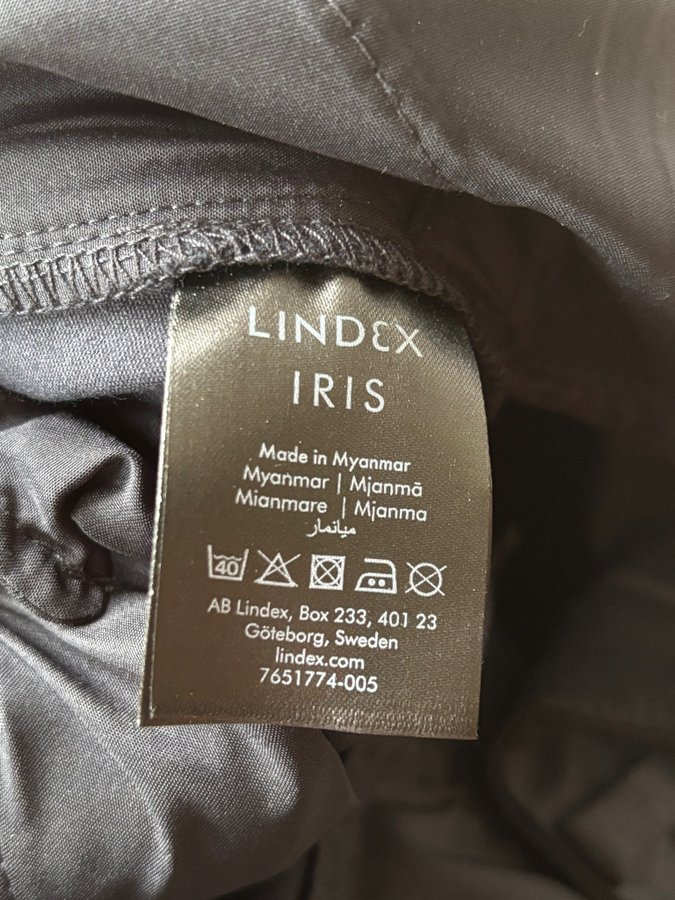 LINDEX
IRIS
Made in Myanmar
Myanmar | Mjanmā
Mianmare | Mjanma
ميانمار
40
AB Lindex, Box 233, 401 23
Göteborg, Sweden
lindex.com
7651774-005